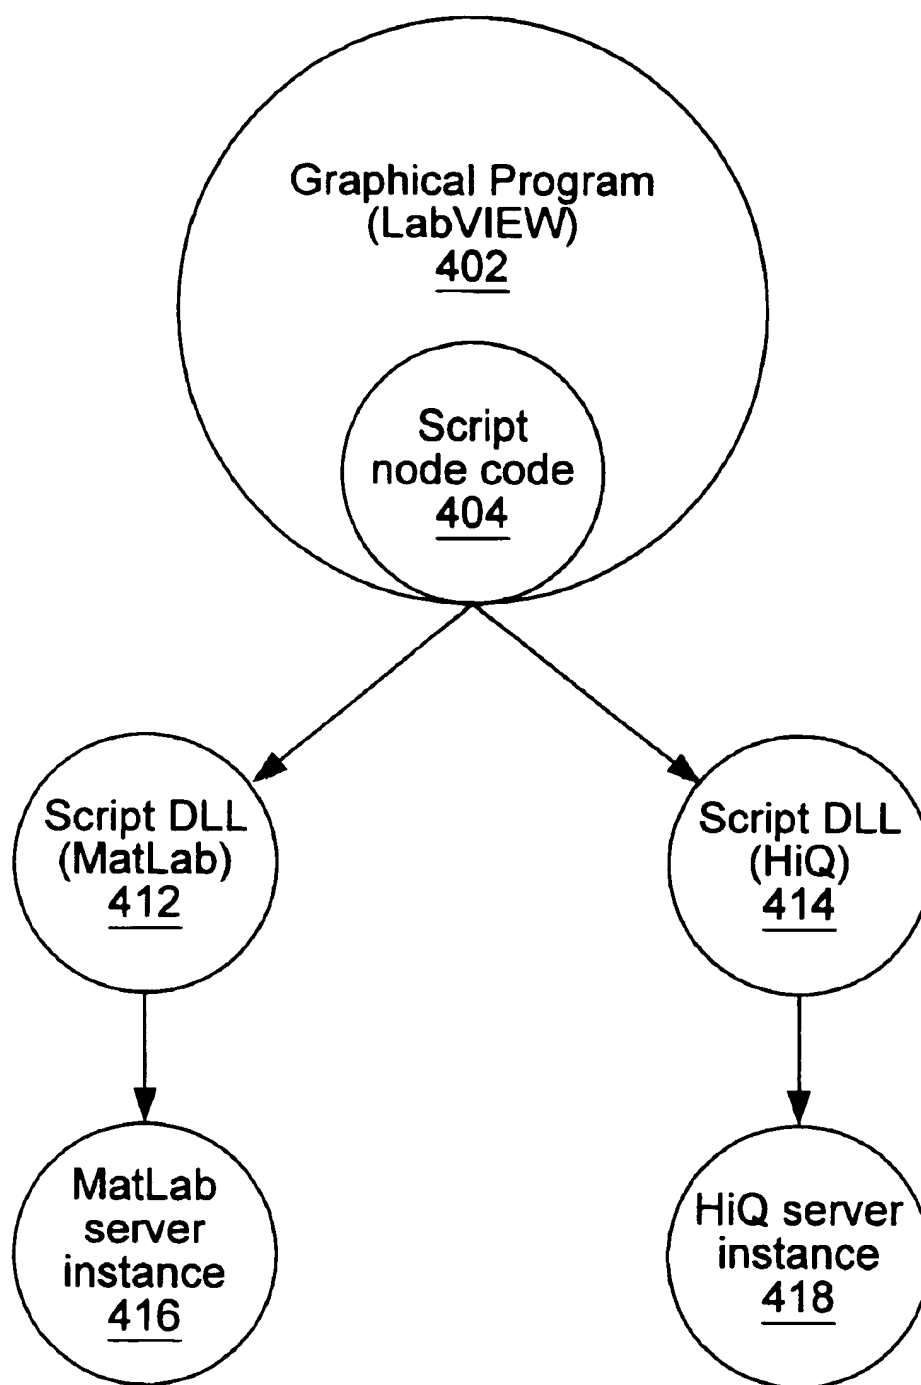 Graphical Program
(LabVIEW)
402
Script
node code
404
Script DLL
(MatLab)
412
Script DLL
(HiQ)
414
MatLab
server
instance
416
HiQ server
instance
418